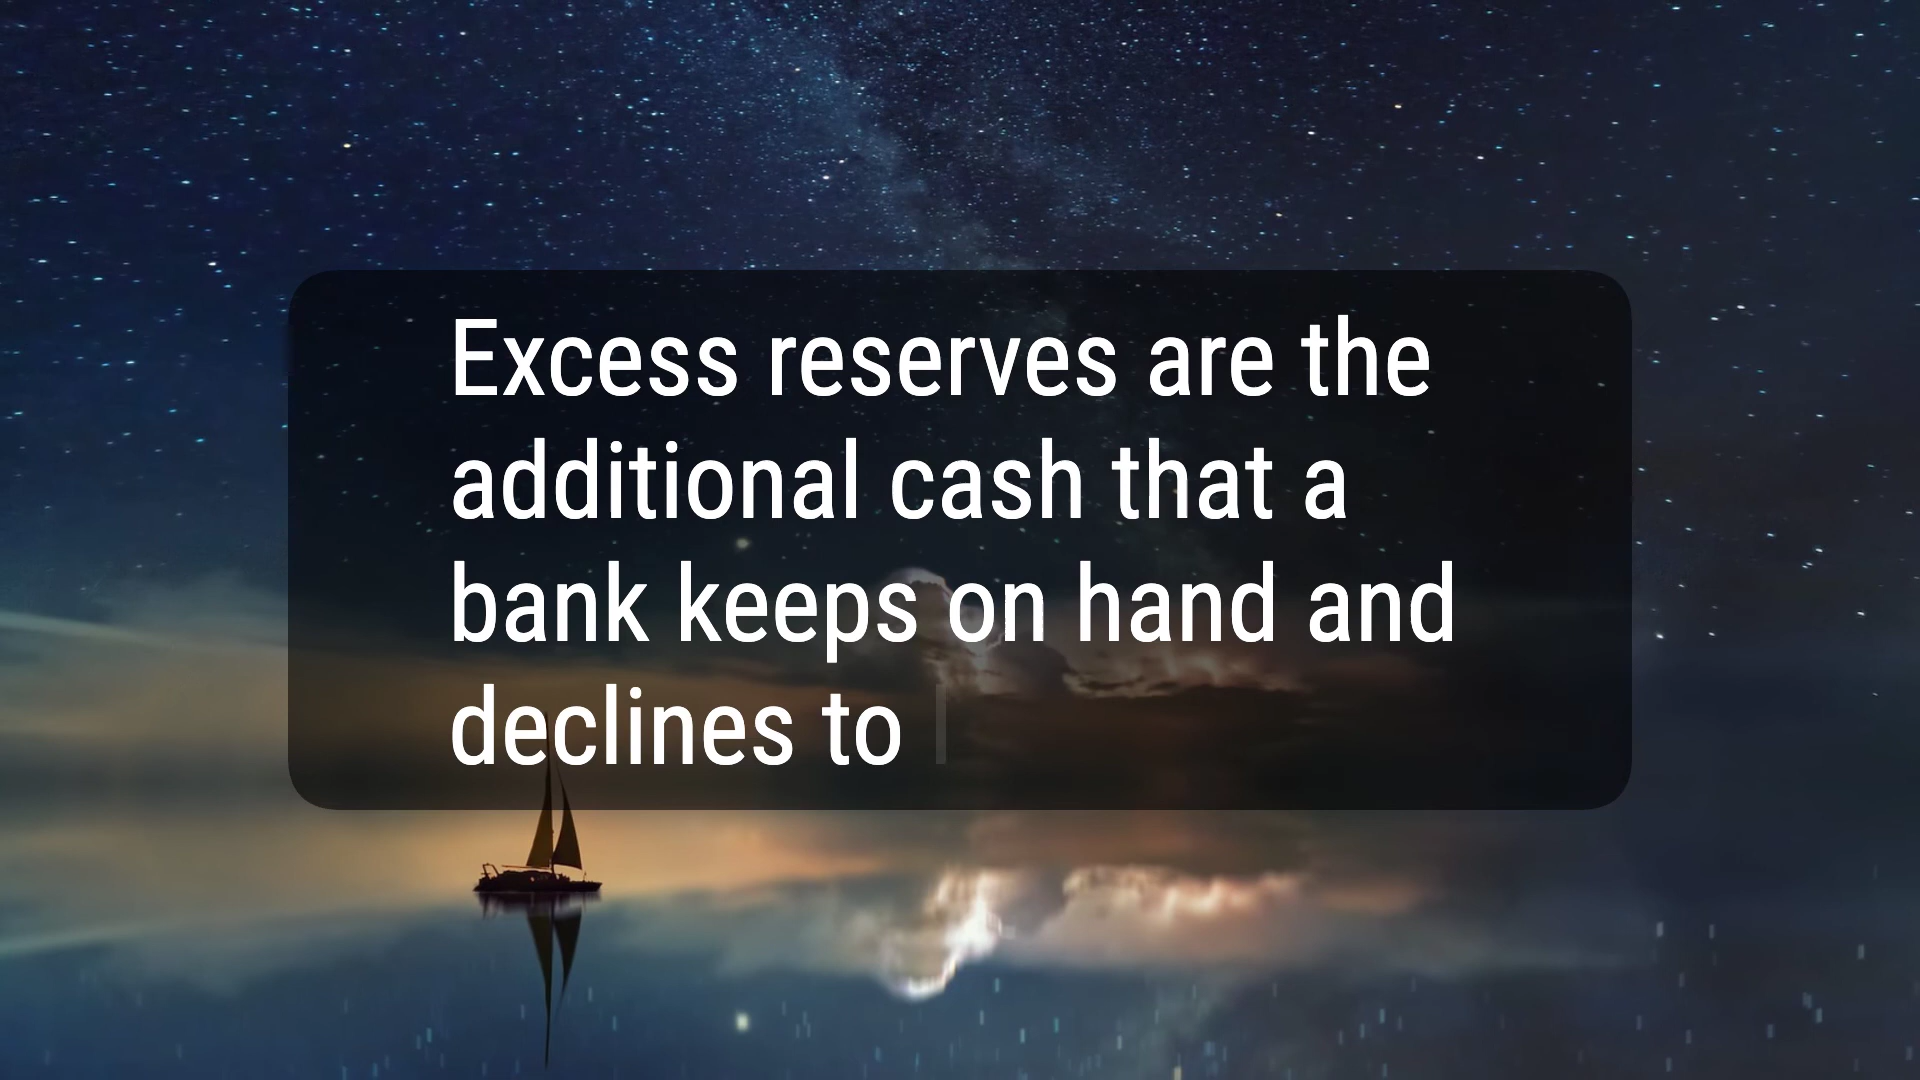 Excess reserves are the
additional cash that a
bank keeps on hand and
declines to l